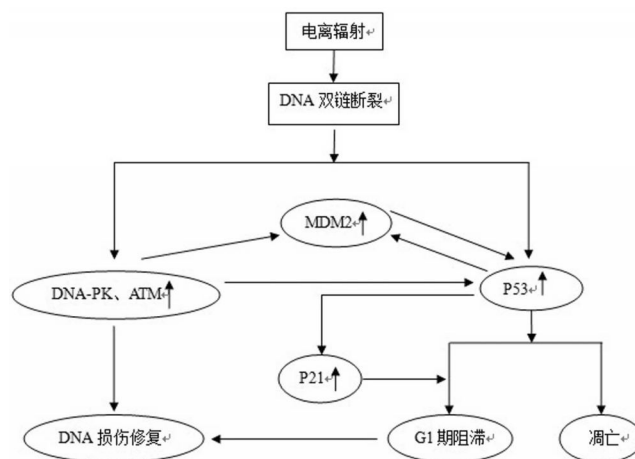 电离辐射↵
DNA 双链断裂↵
MDM2↵↑
DNA-PK、ATM↵↑
P53↵↑
P21↵↑
DNA 损伤修复↵
G1 期阻滞↵
凋亡↵